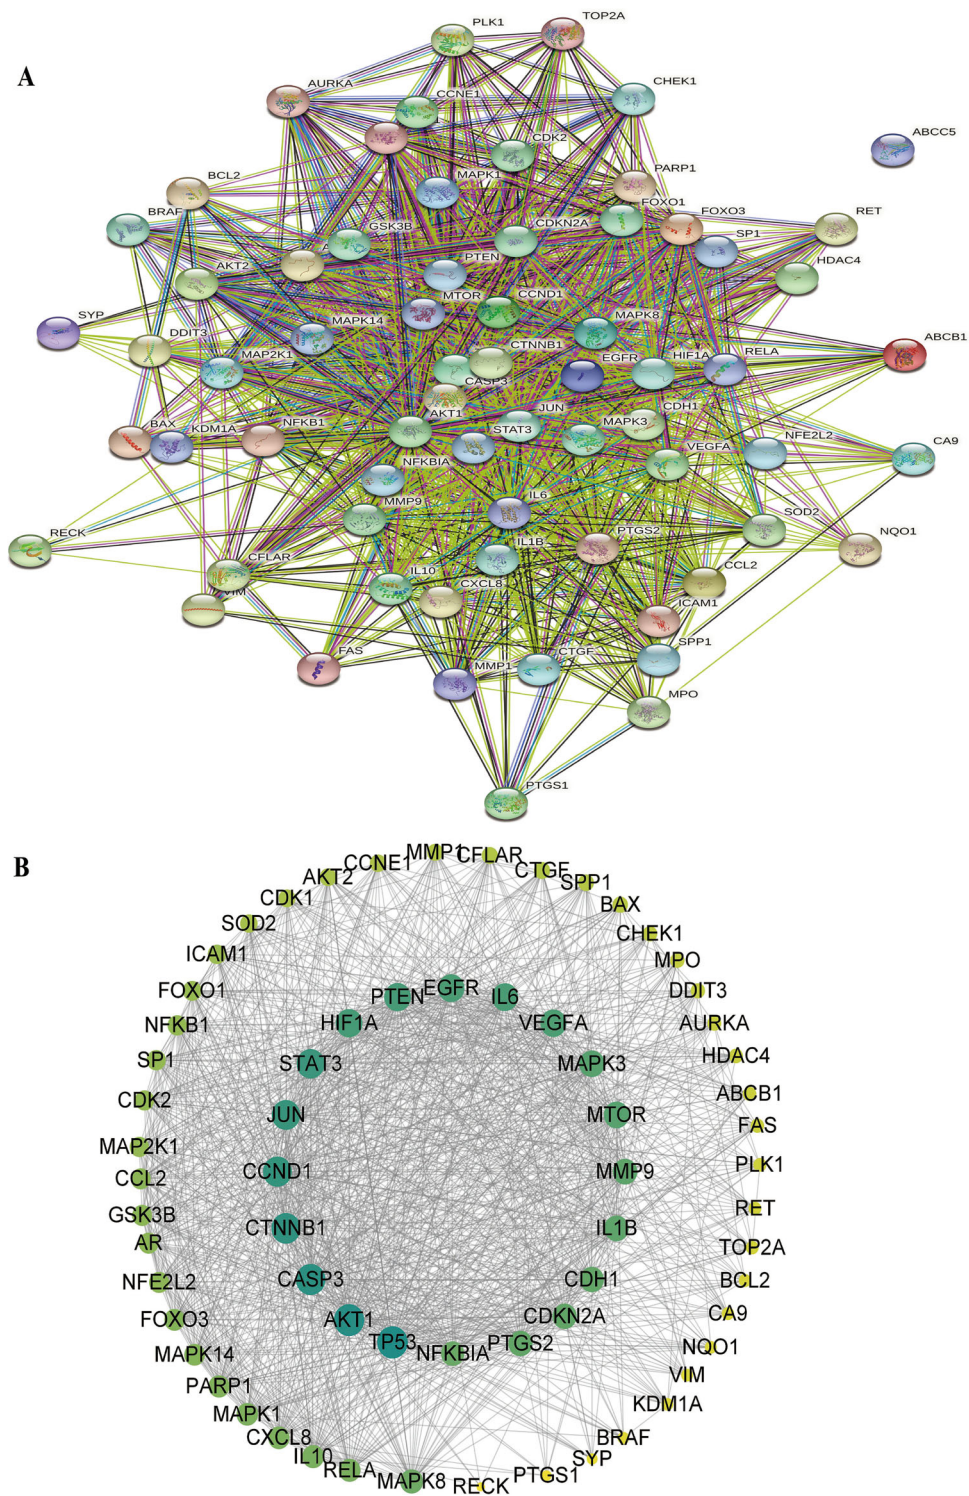 PLK1
TOP2A
A
AURKA
CCNE1
CHEK1
CDK2
ABCC5
MAPK1
PARP1
BCL2
FOXO1
BRAF
GSK3B
CDKN2A
FOXO3
RET
SP1
A
PTEN
AKT2
HDAC4
MTOR
CCND1
SYP
MAPK14
MAPK8
DDIT3
ABCB1
CTNNB1
MAP2K1
EGFR
HIF1A
RELA
CASP3
AKT1
JUN
CDH1
BAX
KDM1A
NFKB1
STAT3
MAPK3
NFE2L2
CA9
VEGFA
NFKBIA
MMP9
IL6
RECK
SOD2
PTGS2
NQO1
CFLAR
IL1B
IL10
CCL2
VIM
CXCL8
ICAM1
FAS
MMP1
CTGF
SPP1
MPO
PTGS1
B
MMP1
CFLAR
CCNE1
CTGF
AKT2
SPP1
CDK1
BAX
SOD2
CHEK1
ICAM1
MPO
FOXO1
EGFR
DDIT3
PTEN
IL6
NFKB1
HIF1A
VEGFA
AURKA
SP1
STAT3
MAPK3
HDAC4
CDK2
ABCB1
JUN
MTOR
FAS
MAP2K1
CCL2
CCND1
MMP9
PLK1
GSK3B
RET
AR
CTNNB1
IL1B
TOP2A
NFE2L2
CASP3
CDH1
BCL2
FOXO3
AKT1
CDKN2A
CA9
TP53
NFKBIA
PTGS2
MAPK14
NQO1
PARP1
VIM
MAPK1
KDM1A
CXCL8
BRAF
IL10
RELA
SYP
MAPK8
RECK
PTGS1